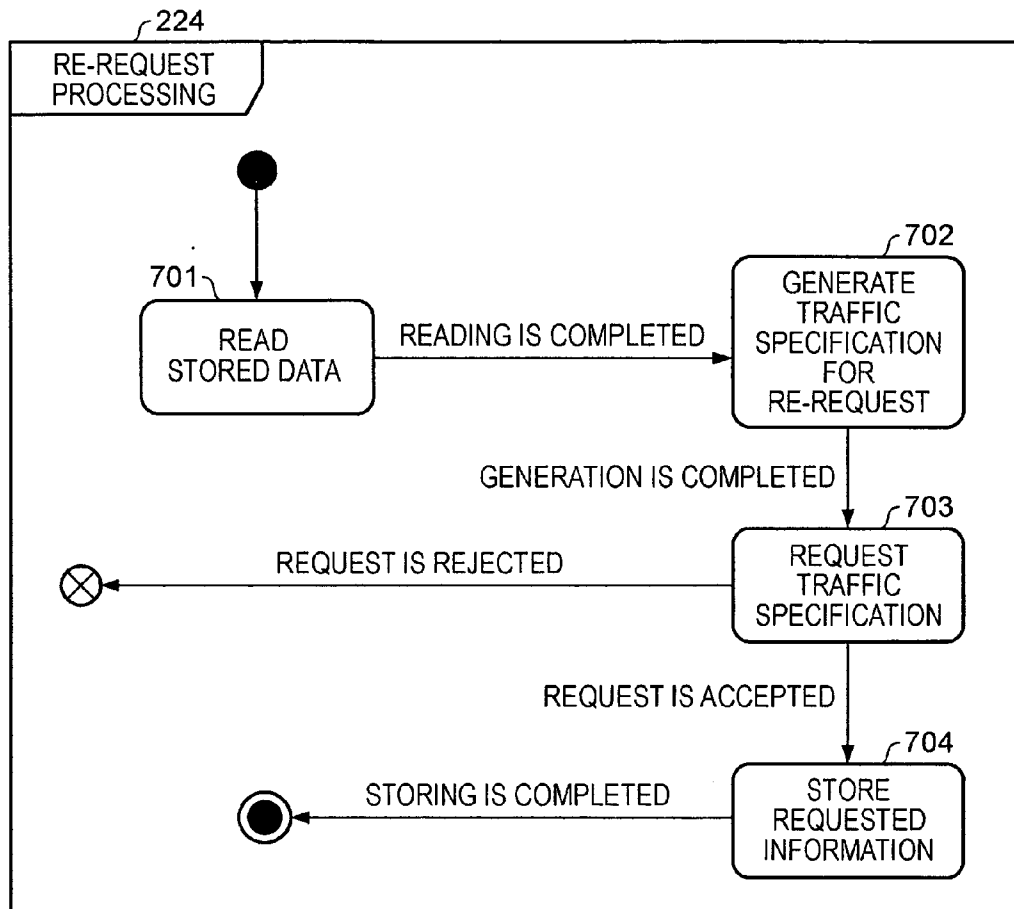 224
RE-REQUEST
PROCESSING
701
READ
STORED DATA
READING IS COMPLETED
702
GENERATE
TRAFFIC
SPECIFICATION
FOR
RE-REQUEST
GENERATION IS COMPLETED
703
REQUEST
TRAFFIC
SPECIFICATION
REQUEST IS REJECTED
REQUEST IS ACCEPTED
704
STORE
REQUESTED
INFORMATION
STORING IS COMPLETED